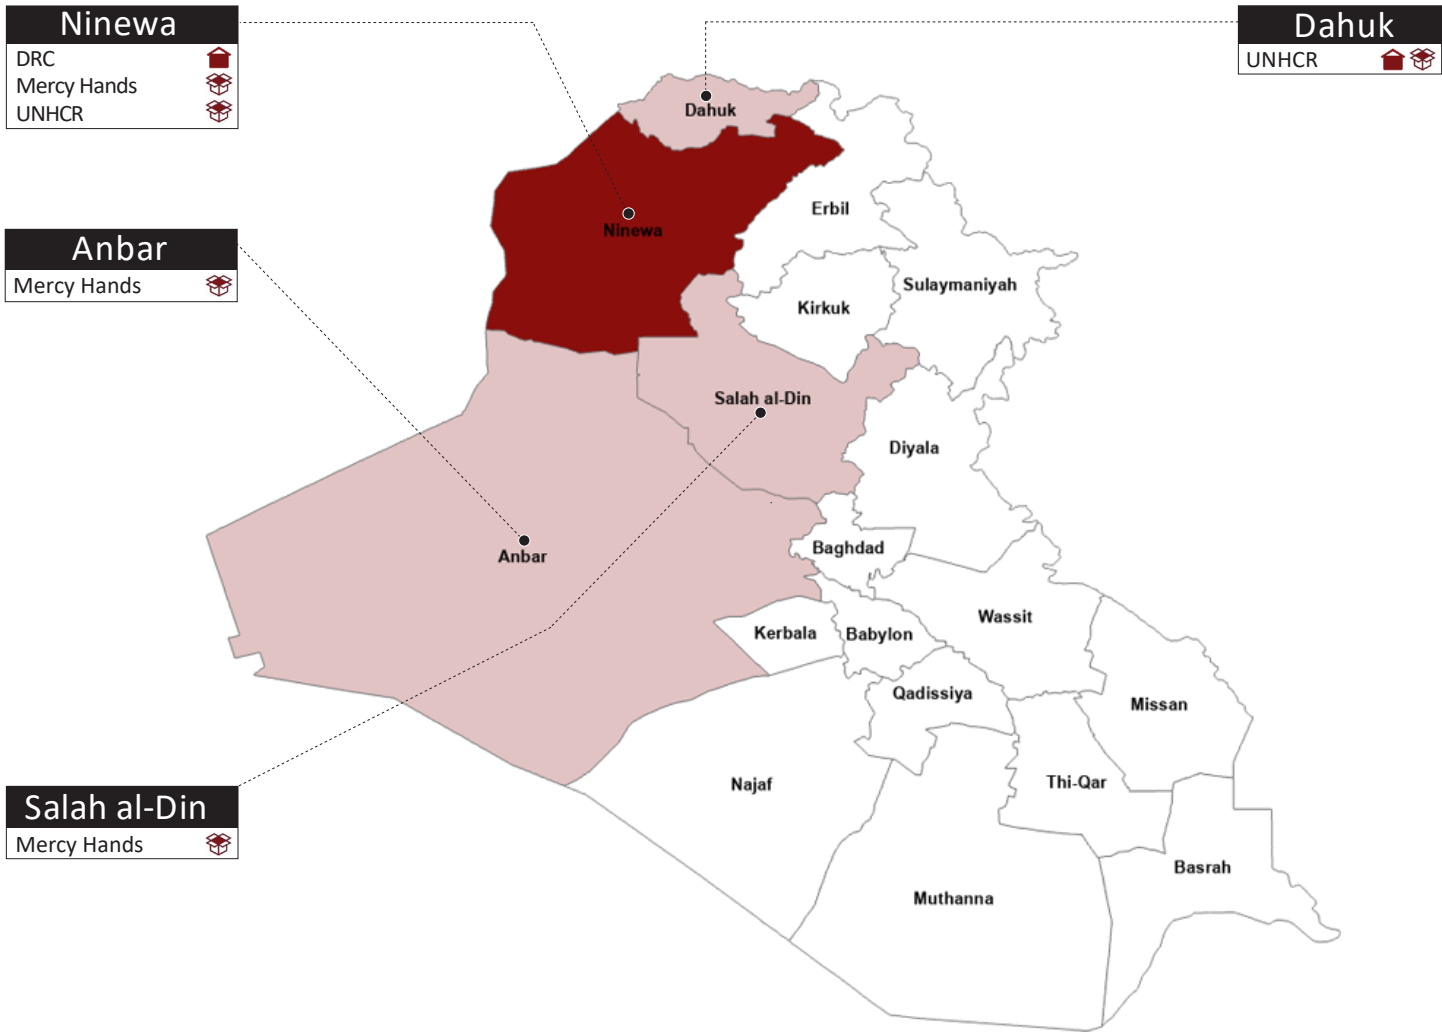 Ninewa
DRC
Mercy Hands
UNHCR
Dahuk
UNHCR
Anbar
Mercy Hands
Salah al-Din
Mercy Hands
Dahuk
Erbil
Ninewa
Sulaymaniyah
Kirkuk
Salah al-Din
Diyala
Anbar
Baghdad
Wassit
Kerbala
Babylon
Qadissiya
Missan
Najaf
Thi-Qar
Basrah
Muthanna